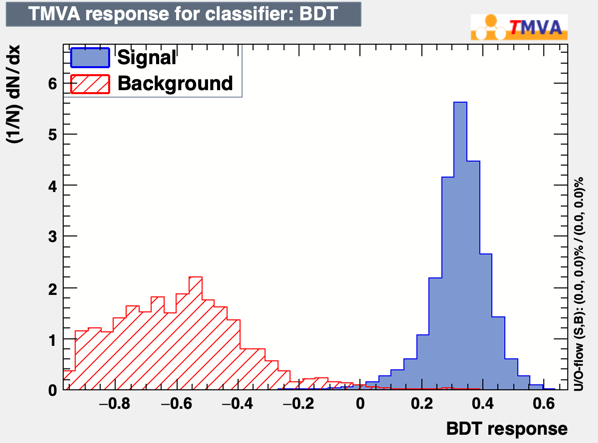 TMVA response for classifier: BDT
TMVA
Signal
Background
(1/N) dN/dx
6
5
4
3
2
1
0
−0.8 −0.6 −0.4 −0.2 0 0.2 0.4 0.6
BDT response
U/O-flow (S,B): (0.0, 0.0)% / (0.0, 0.0)%